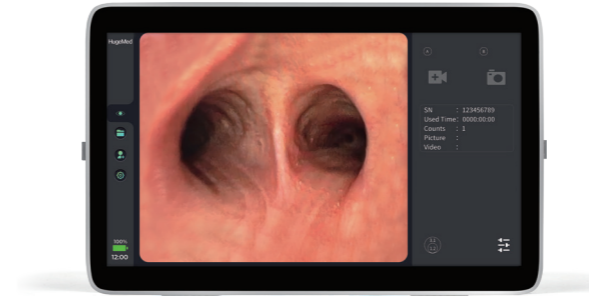 HugeMed
SN : 123456789
Used Time: 0000:00:00
Counts : 1
Picture :
Video :
100%
12:00